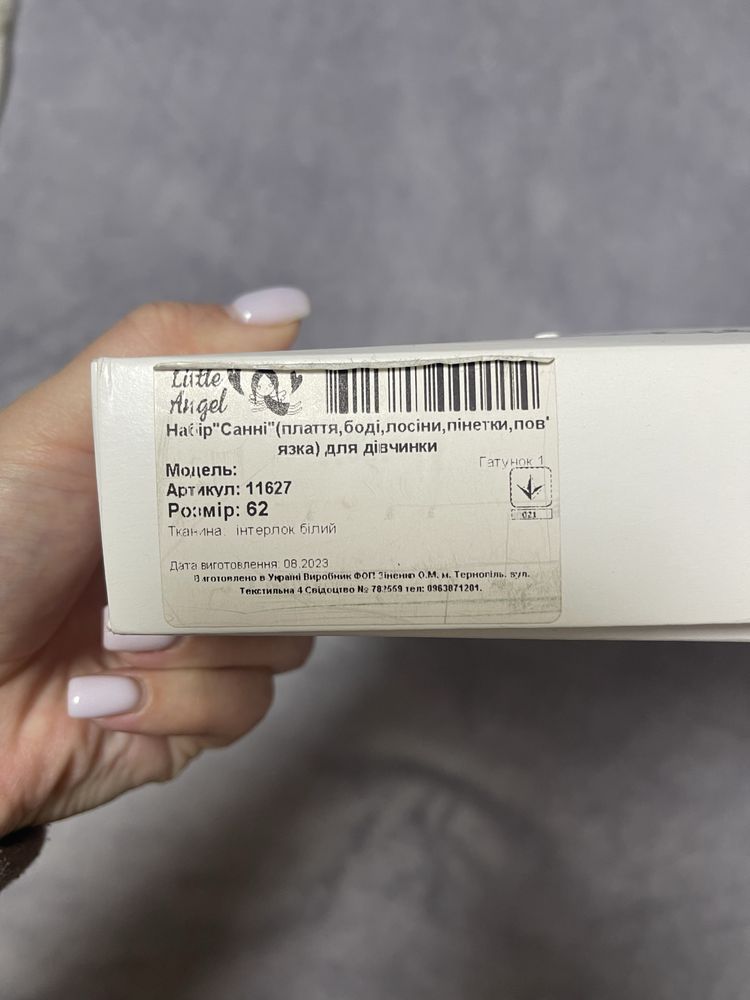 Little
Angel
Набір"Санні"(плаття,боді,лосіни,пінетки,пов'
язка) для дівчинки
Гатунок 1
Модель:
Артикул: 11627
Розмір: 62
021
Тканина: інтерлок білий
Дата виготовлення: 08.2023
Виготовлено в Україні Виробник ФОП Зіненко О.М. м. Тернопіль. вул.
Текстильна 4 Свідоцтво № 782559 тел: 0963071201.